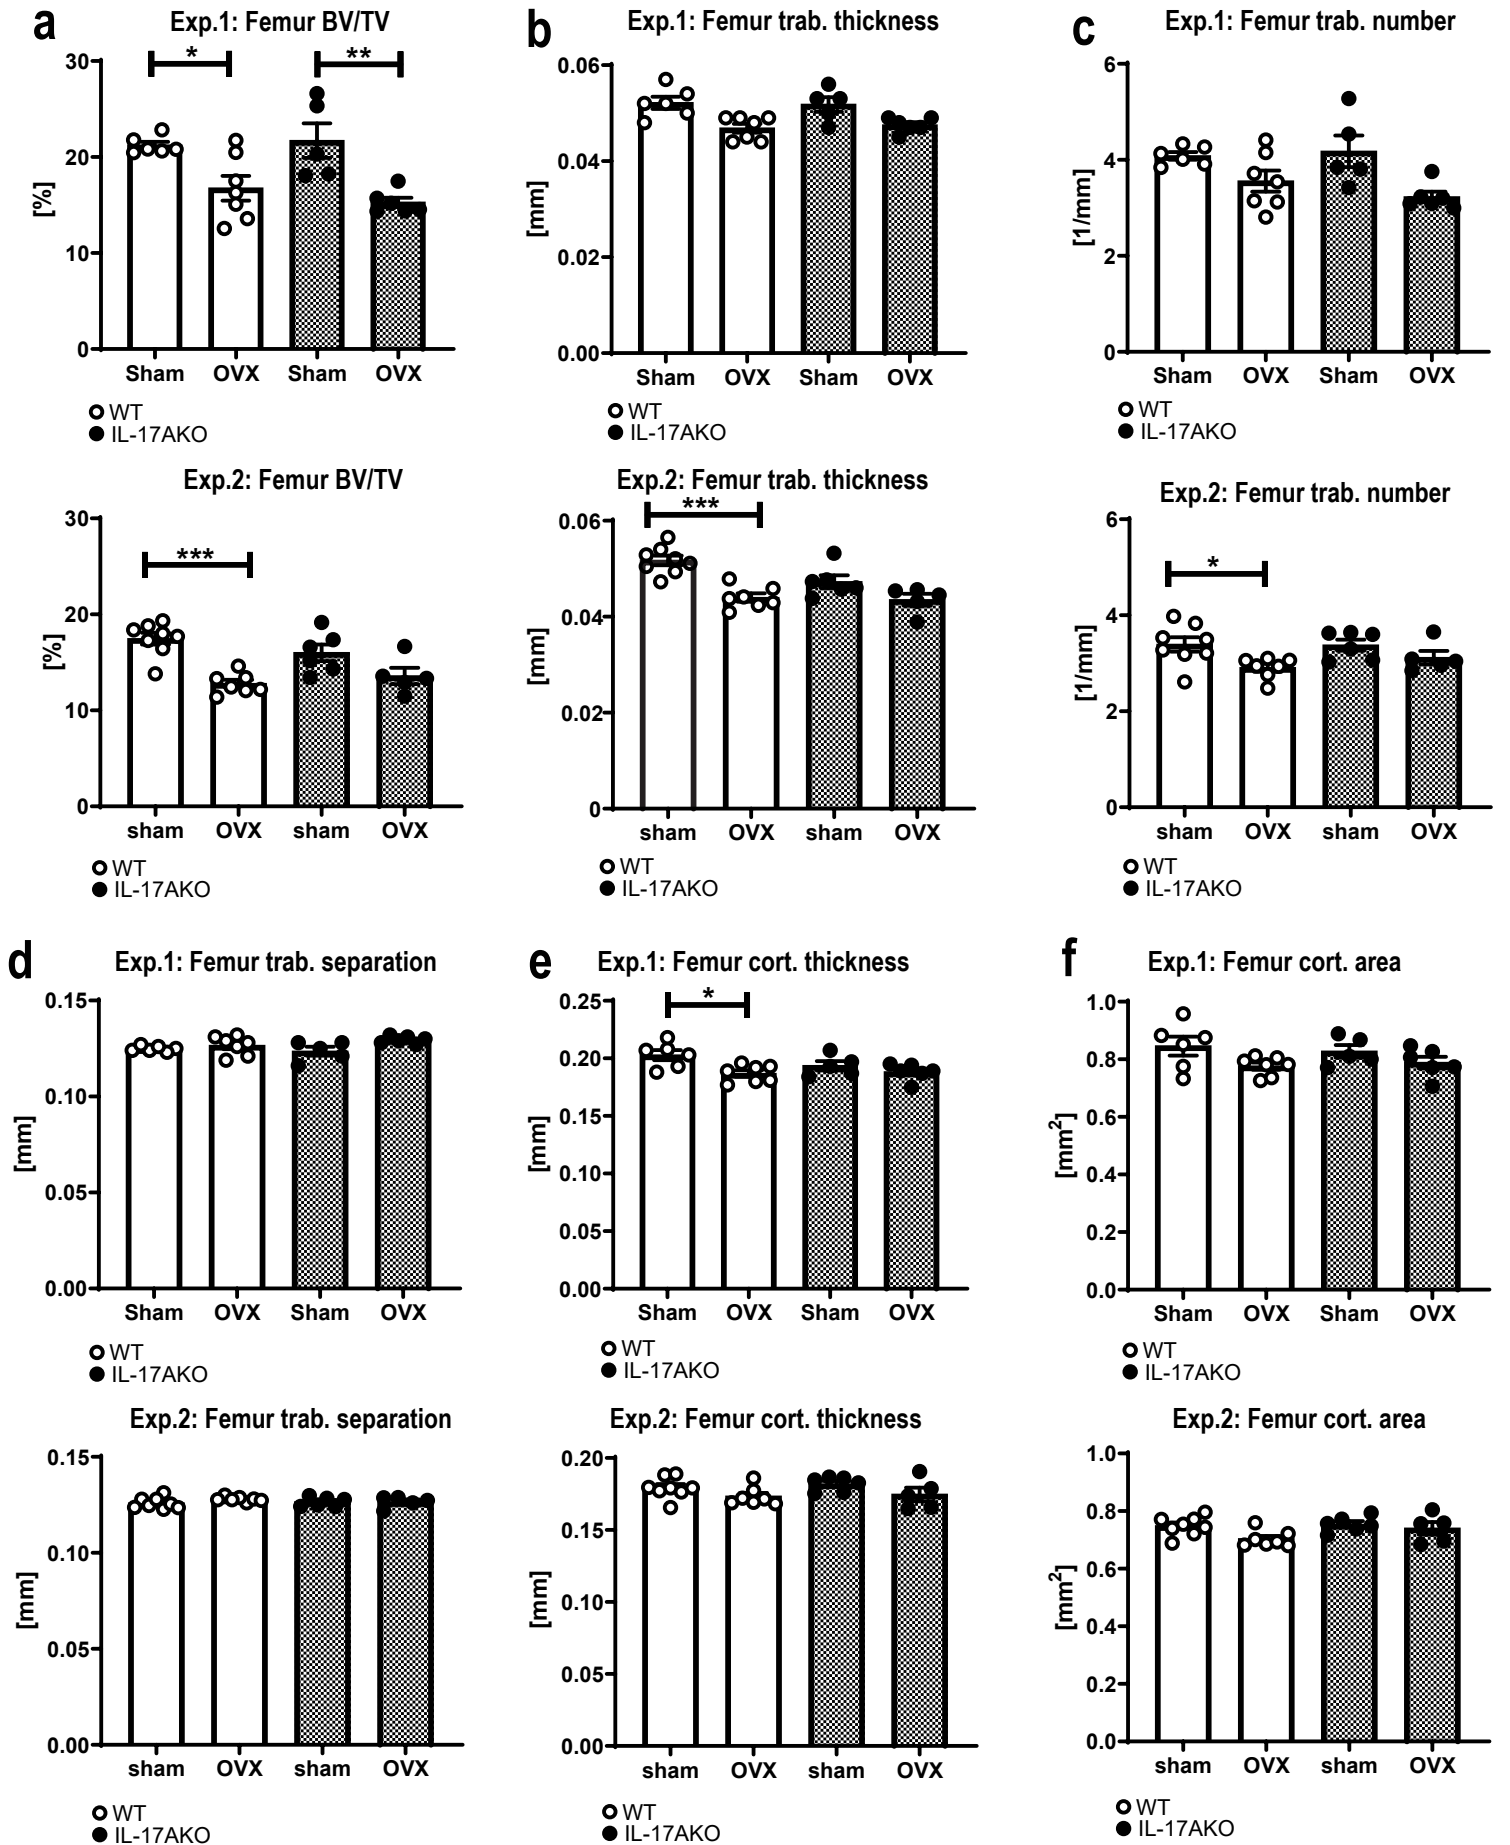 a
Exp.1: Femur BV/TV
* **
30
20
10
0
[%]
Sham OVX Sham OVX
WT
IL-17AKO
b
Exp.1: Femur trab. thickness
0.06
0.04
0.02
0.00
[mm]
Sham OVX Sham OVX
WT
IL-17AKO
c
Exp.1: Femur trab. number
6
4
2
0
[1/mm]
Sham OVX Sham OVX
WT
IL-17AKO
Exp.2: Femur BV/TV
***
30
20
10
0
[%]
sham OVX sham OVX
WT
IL-17AKO
Exp.2: Femur trab. thickness
***
0.06
0.04
0.02
0
[mm]
sham OVX sham OVX
WT
IL-17AKO
Exp.2: Femur trab. number
*
6
4
2
0
[1/mm]
sham OVX sham OVX
WT
IL-17AKO
d
Exp.1: Femur trab. separation
0.15
0.10
0.05
0.00
[mm]
Sham OVX Sham OVX
WT
IL-17AKO
e
Exp.1: Femur cort. thickness
*
0.25
0.20
0.15
0.10
0.05
0.00
[mm]
Sham OVX Sham OVX
WT
IL-17AKO
f
Exp.1: Femur cort. area
1.0
0.8
0.6
0.4
0.2
0.0
[mm²]
Sham OVX Sham OVX
WT
IL-17AKO
Exp.2: Femur trab. separation
0.15
0.10
0.05
0.00
[mm]
sham OVX sham OVX
WT
IL-17AKO
Exp.2: Femur cort. thickness
0.20
0.15
0.10
0.05
0.00
[mm]
sham OVX sham OVX
WT
IL-17AKO
Exp.2: Femur cort. area
1.0
0.8
0.6
0.4
0.2
0.0
[mm²]
sham OVX sham OVX
WT
IL-17AKO